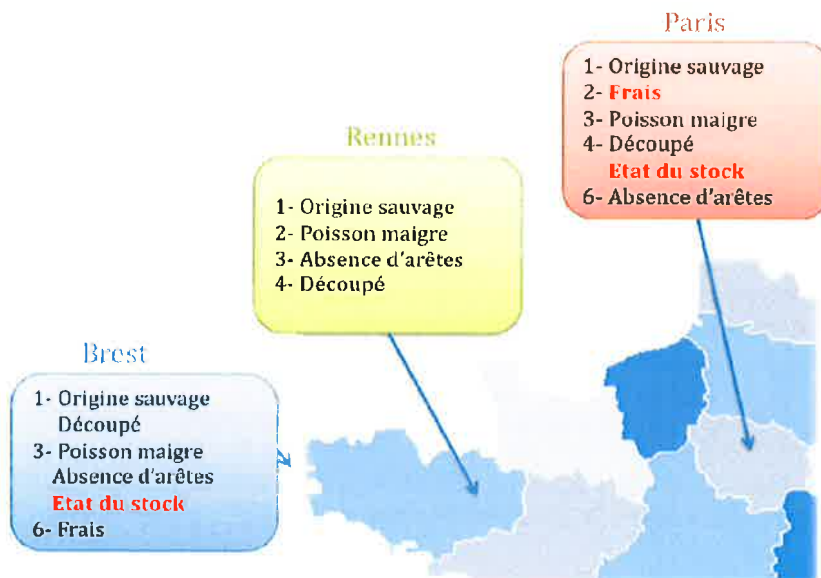 Paris
1- Origine sauvage
2- Frais
3- Poisson maigre
4- Découpé
Etat du stock
6- Absence d'arêtes
Rennes
1- Origine sauvage
2- Poisson maigre
3- Absence d'arêtes
4- Découpé
Brest
1- Origine sauvage
Découpé
3- Poisson maigre
Absence d'arêtes
Etat du stock
6- Frais